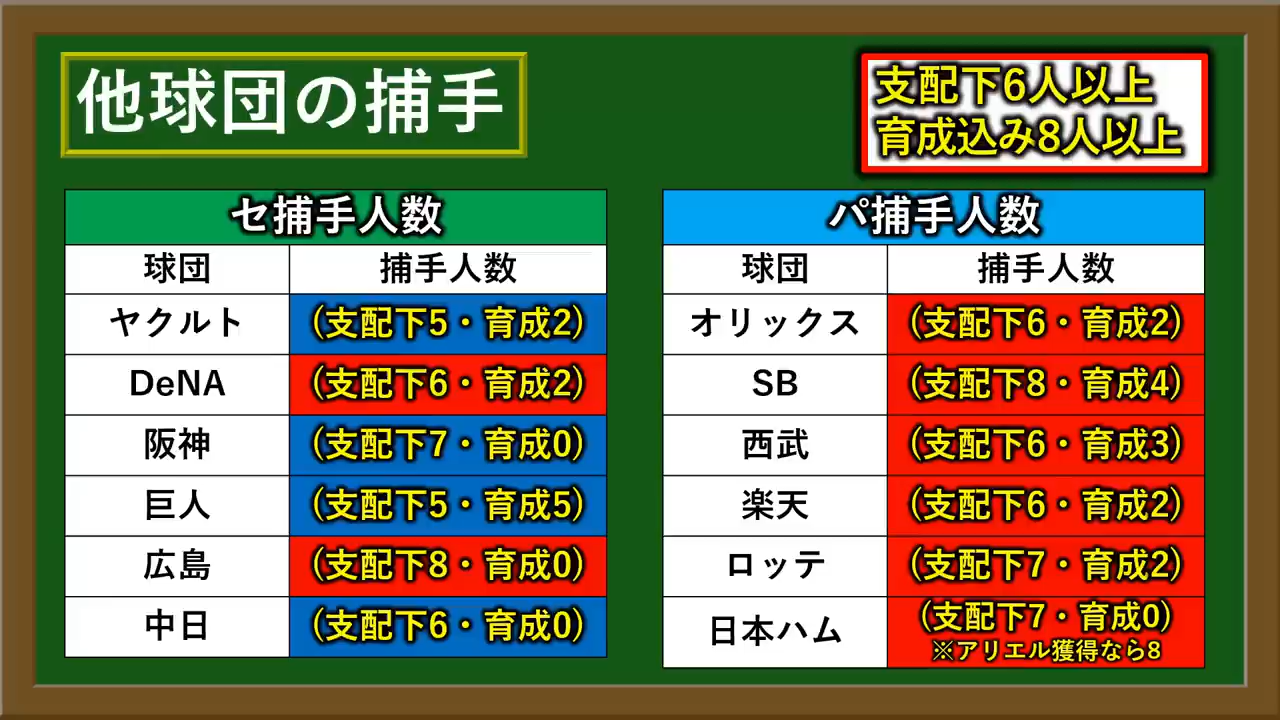 他球団の捕手
支配下6人以上
育成込み8人以上
セ捕手人数
球団 捕手人数
ヤクルト (支配下5・育成2)
DeNA (支配下6・育成2)
阪神 (支配下7・育成0)
巨人 (支配下5・育成5)
広島 (支配下8・育成0)
中日 (支配下6・育成0)
パ捕手人数
球団 捕手人数
オリックス (支配下6・育成2)
SB (支配下8・育成4)
西武 (支配下6・育成3)
楽天 (支配下6・育成2)
ロッテ (支配下7・育成2)
日本ハム (支配下7・育成0)
※アリエル獲得なら8